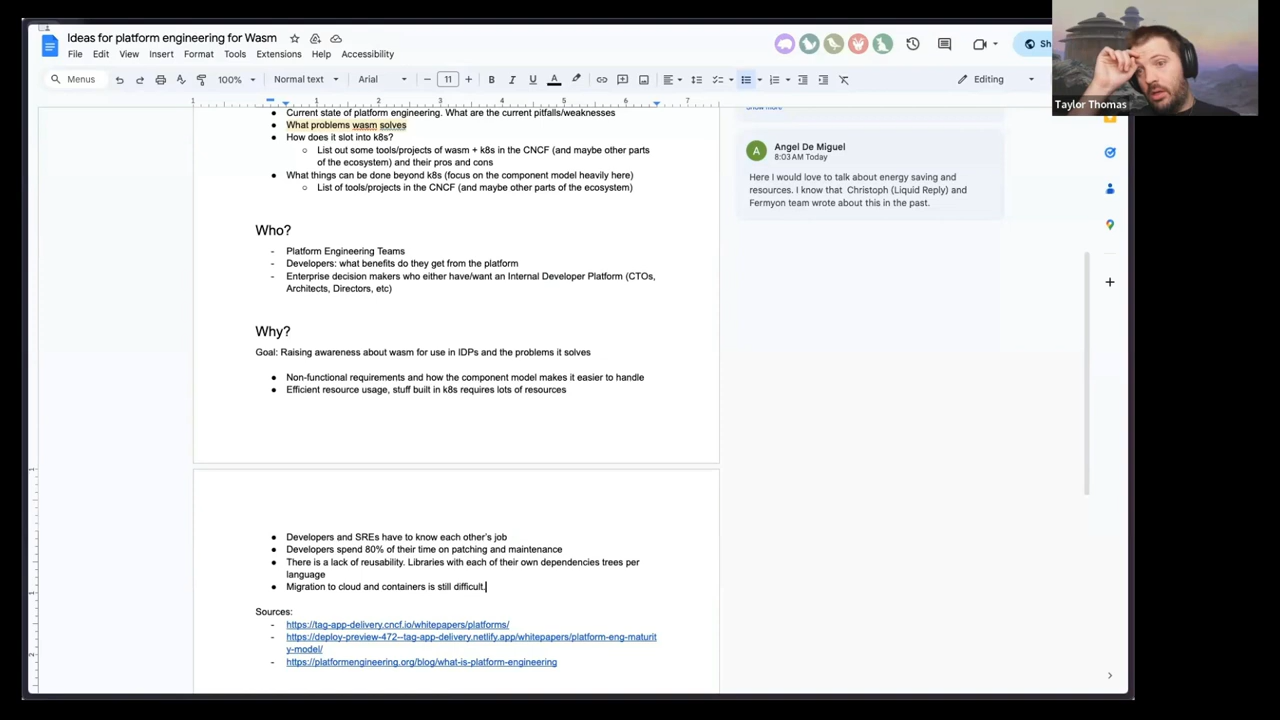 Ideas for platform engineering for Wasm
File Edit View Insert Format Tools Extensions Help Accessibility
Menus 100% Normal text Arial 11 Editing
1 1 2 3 4 5 6 7
Current state of platform engineering. What are the current pitfalls/weaknesses
What problems wasm solves
How does it slot into k8s?
List out some tools/projects of wasm + k8s in the CNCF (and maybe other parts
of the ecosystem) and their pros and cons
What things can be done beyond k8s (focus on the component model heavily here)
List of tools/projects in the CNCF (and maybe other parts of the ecosystem)
Who?
- Platform Engineering Teams
- Developers: what benefits do they get from the platform
- Enterprise decision makers who either have/want an Internal Developer Platform (CTOs,
Architects, Directors, etc)
Why?
Goal: Raising awareness about wasm for use in IDPs and the problems it solves
Non-functional requirements and how the component model makes it easier to handle
Efficient resource usage, stuff built in k8s requires lots of resources
Developers and SREs have to know each other's job
Developers spend 80% of their time on patching and maintenance
There is a lack of reusability. Libraries with each of their own dependencies trees per
language
Migration to cloud and containers is still difficult.
Sources:
- https://tag-app-delivery.cncf.io/whitepapers/platforms/
- https://deploy-preview-472--tag-app-delivery.netlify.app/whitepapers/platform-eng-maturit
y-model/
- https://platformengineering.org/blog/what-is-platform-engineering
A
Angel De Miguel
8:03 AM Today
Here I would love to talk about energy saving and
resources. I know that Christoph (Liquid Reply) and
Fermyon team wrote about this in the past.
Taylor Thomas